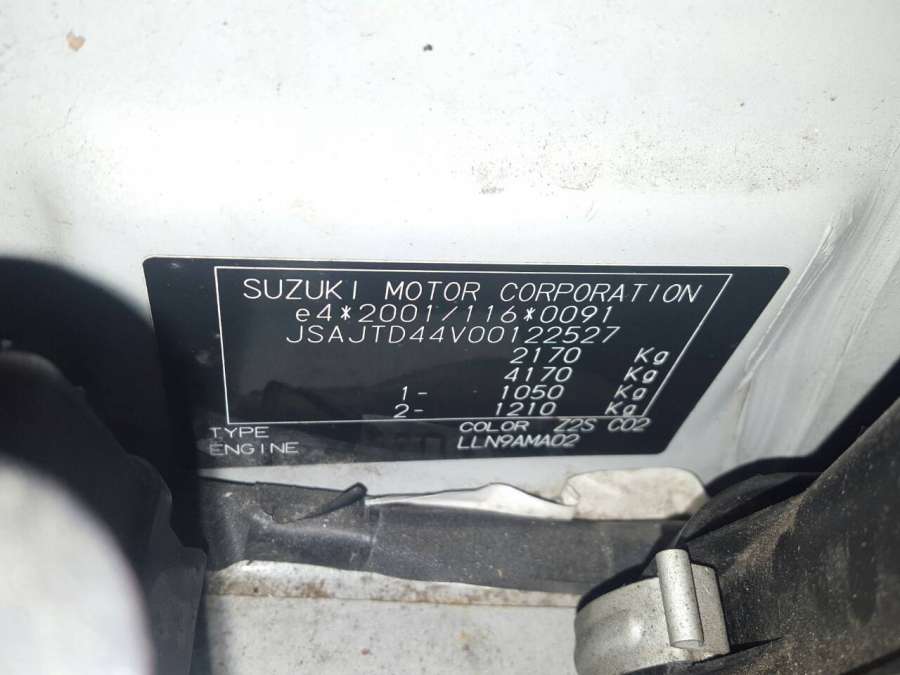 SUZUKI MOTOR CORPORATION
e4*2001/116*0091
JSAJTD44V00122527
2170 Kg
4170 Kg
1- 1050 Kg
2- 1210 Kg
TYPE COLOR Z2S C02
ENGINE LLN9AMA02